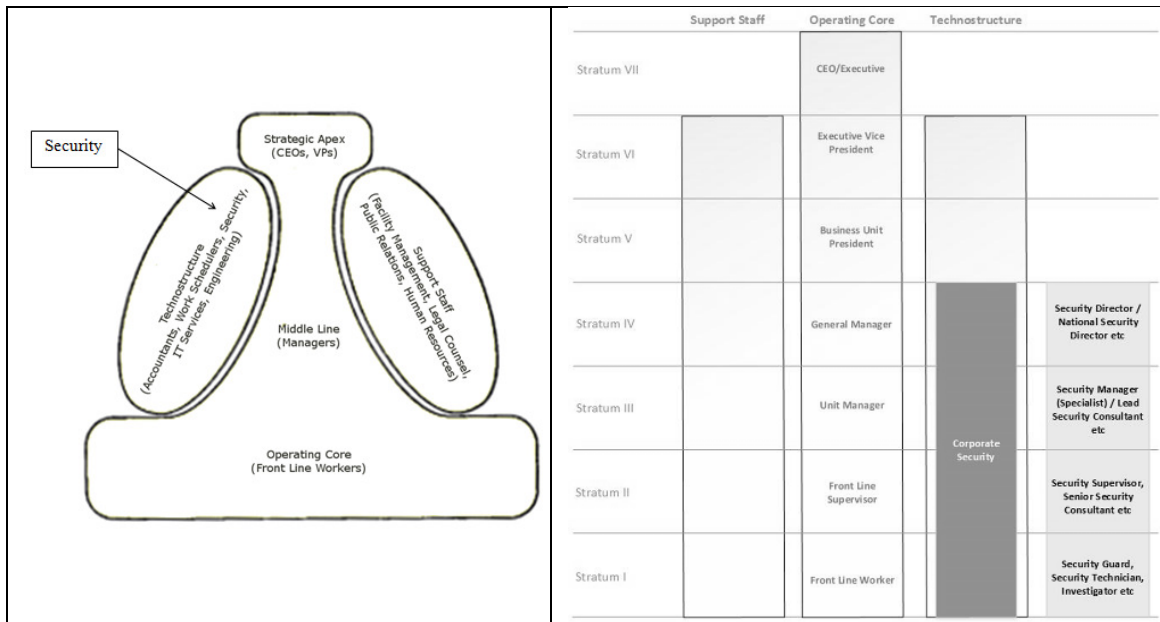 Security
Strategic Apex
(CEOs, VPs)
Technostructure
(Accountants, Work Schedulers, Security,
IT Services, Engineering)
Support Staff
(Facility Management, Legal Counsel,
Public Relations, Human Resources)
Middle Line
(Managers)
Operating Core
(Front Line Workers)
Support Staff
Operating Core
Technostructure
Stratum VII
CEO/Executive
Stratum VI
Executive Vice
President
Stratum V
Business Unit
President
Stratum IV
General Manager
Security Director /
National Security
Director etc
Stratum III
Unit Manager
Security Manager
(Specialist) / Lead
Security Consultant
etc
Corporate
Security
Stratum II
Front Line
Supervisor
Security Supervisor,
Senior Security
Consultant etc
Stratum I
Front Line Worker
Security Guard,
Security Technician,
Investigator etc